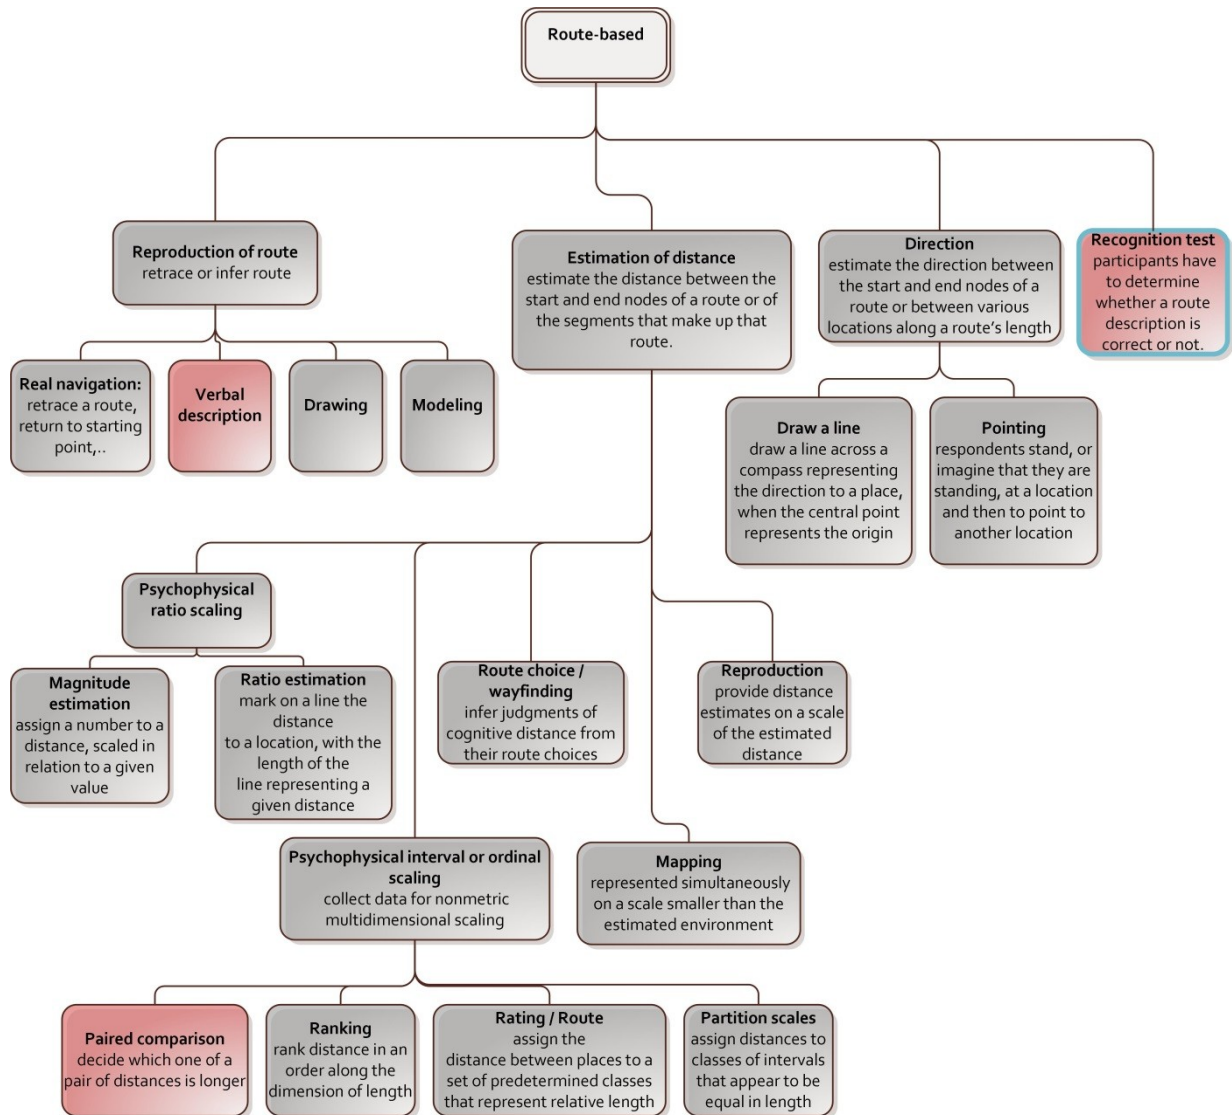 Route-based
Reproduction of route
retrace or infer route
Estimation of distance
estimate the distance between the
start and end nodes of a route or of
the segments that make up that
route.
Direction
estimate the direction between
the start and end nodes of a
route or between various
locations along a route's length
Recognition test
participants have
to determine
whether a route
description is
correct or not.
Real navigation:
retrace a route,
return to starting
point,..
Verbal
description
Drawing
Modeling
Draw a line
draw a line across a
compass representing
the direction to a place,
when the central point
represents the origin
Pointing
respondents stand, or
imagine that they are
standing, at a location
and then to point to
another location
Psychophysical
ratio scaling
Magnitude
estimation
assign a number to a
distance, scaled in
relation to a given
value
Ratio estimation
mark on a line the
distance
to a location, with the
length of the
line representing a
given distance
Route choice /
wayfinding
infer judgments of
cognitive distance from
their route choices
Reproduction
provide distance
estimates on a scale
of the estimated
distance
Psychophysical interval or ordinal
scaling
collect data for nonmetric
multidimensional scaling
Mapping
represented simultaneously
on a scale smaller than the
estimated environment
Paired comparison
decide which one of a
pair of distances is longer
Ranking
rank distance in an
order along the
dimension of length
Rating / Route
assign the
distance between places to a
set of predetermined classes
that represent relative length
Partition scales
assign distances to
classes of intervals
that appear to be
equal in length